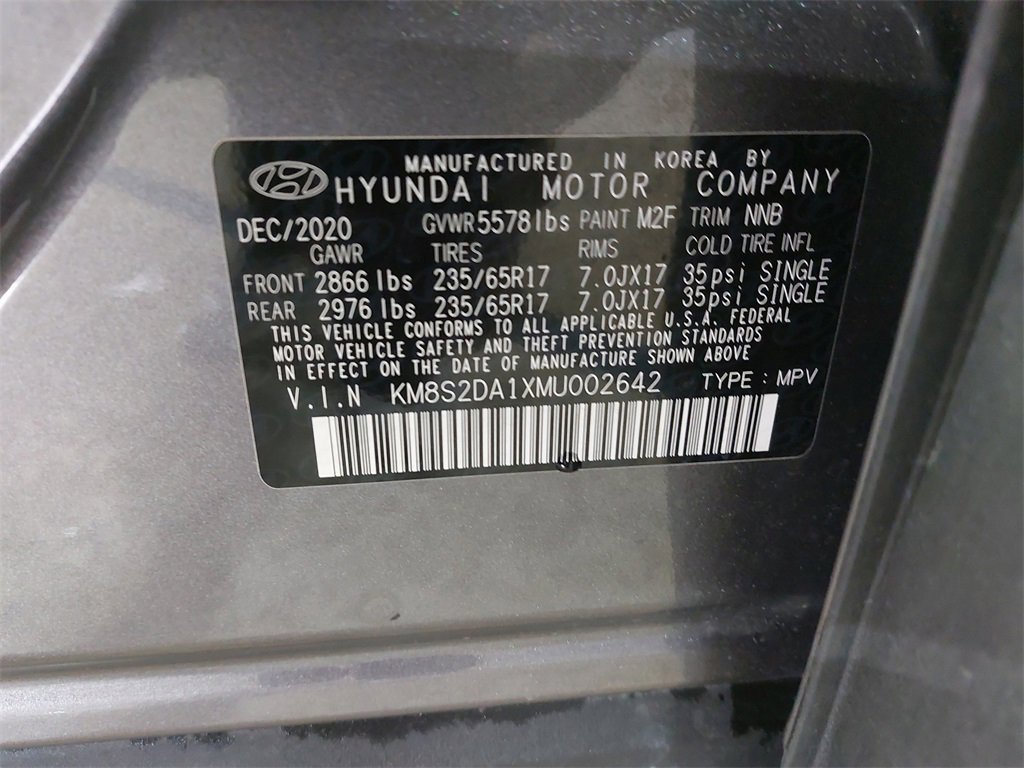 MANUFACTURED IN KOREA BY
HYUNDAI MOTOR COMPANY
DEC/2020 GVWR 5578lbs PAINT M2F TRIM NNB
GAWR TIRES RIMS COLD TIRE INFL
FRONT 2866 lbs 235/65R17 7.0JX17 35psi SINGLE
REAR 2976 lbs 235/65R17 7.0JX17 35psi SINGLE
THIS VEHICLE CONFORMS TO ALL APPLICABLE U.S.A. FEDERAL
MOTOR VEHICLE SAFETY AND THEFT PREVENTION STANDARDS
IN EFFECT ON THE DATE OF MANUFACTURE SHOWN ABOVE
V.I.N KM8S2DA1XMU002642 TYPE : MPV